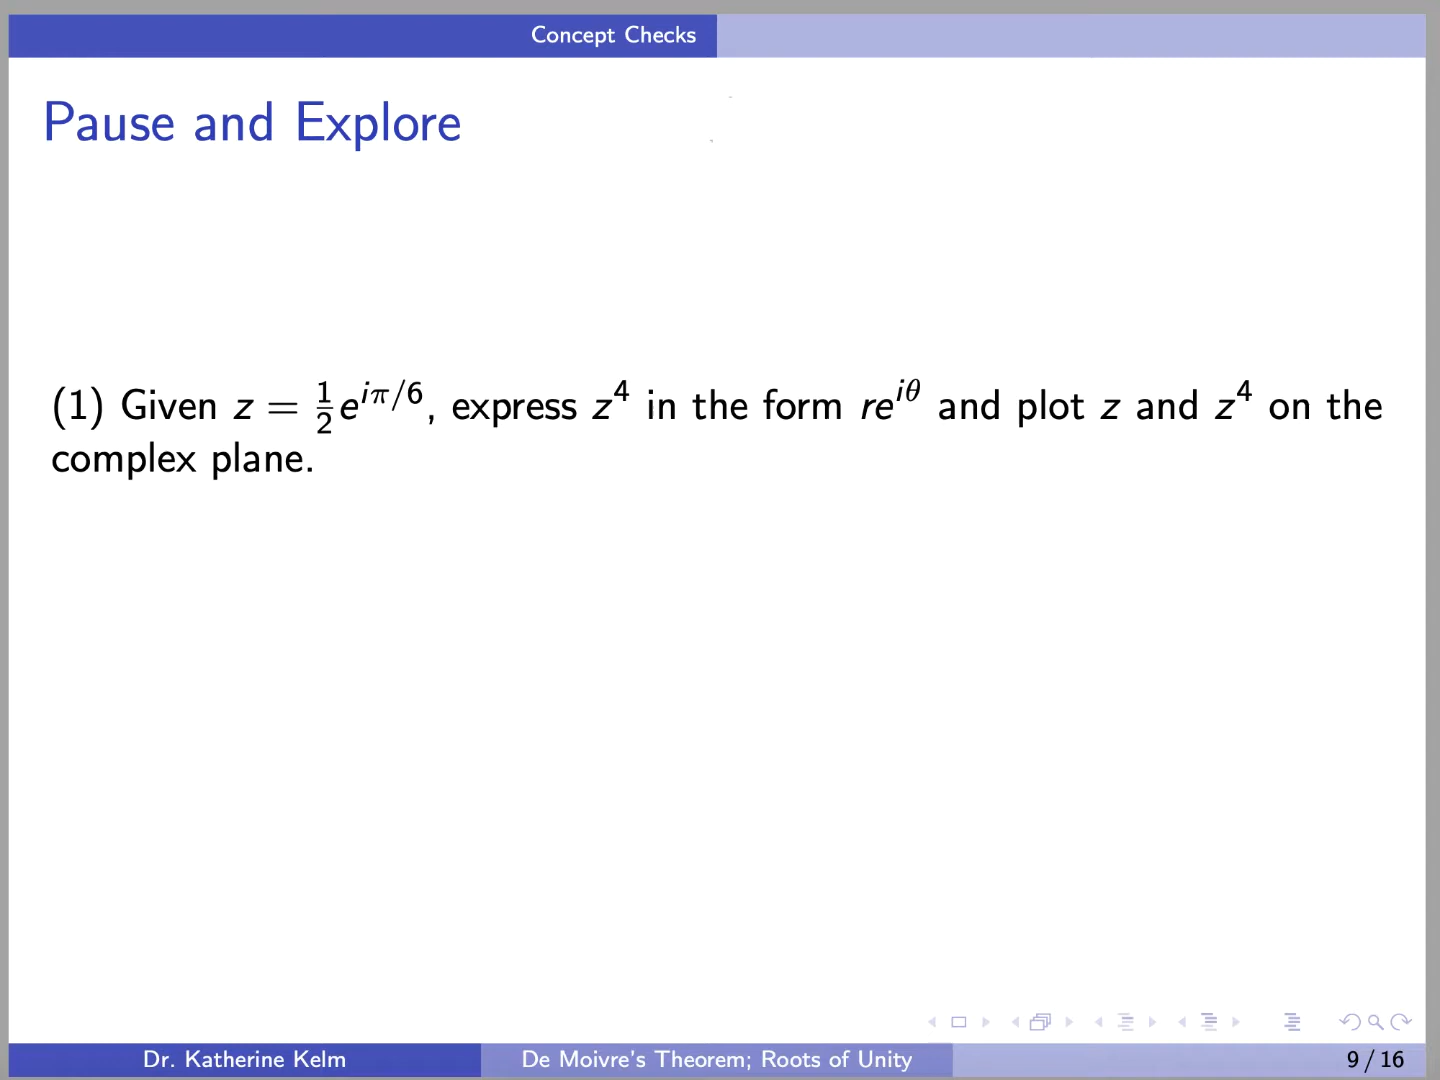 Concept Checks
Pause and Explore
(1) Given z = ½e^{iπ/6}, express z⁴ in the form re^{iθ} and plot z and z⁴ on the
complex plane.
Dr. Katherine Kelm De Moivre's Theorem; Roots of Unity 9 / 16